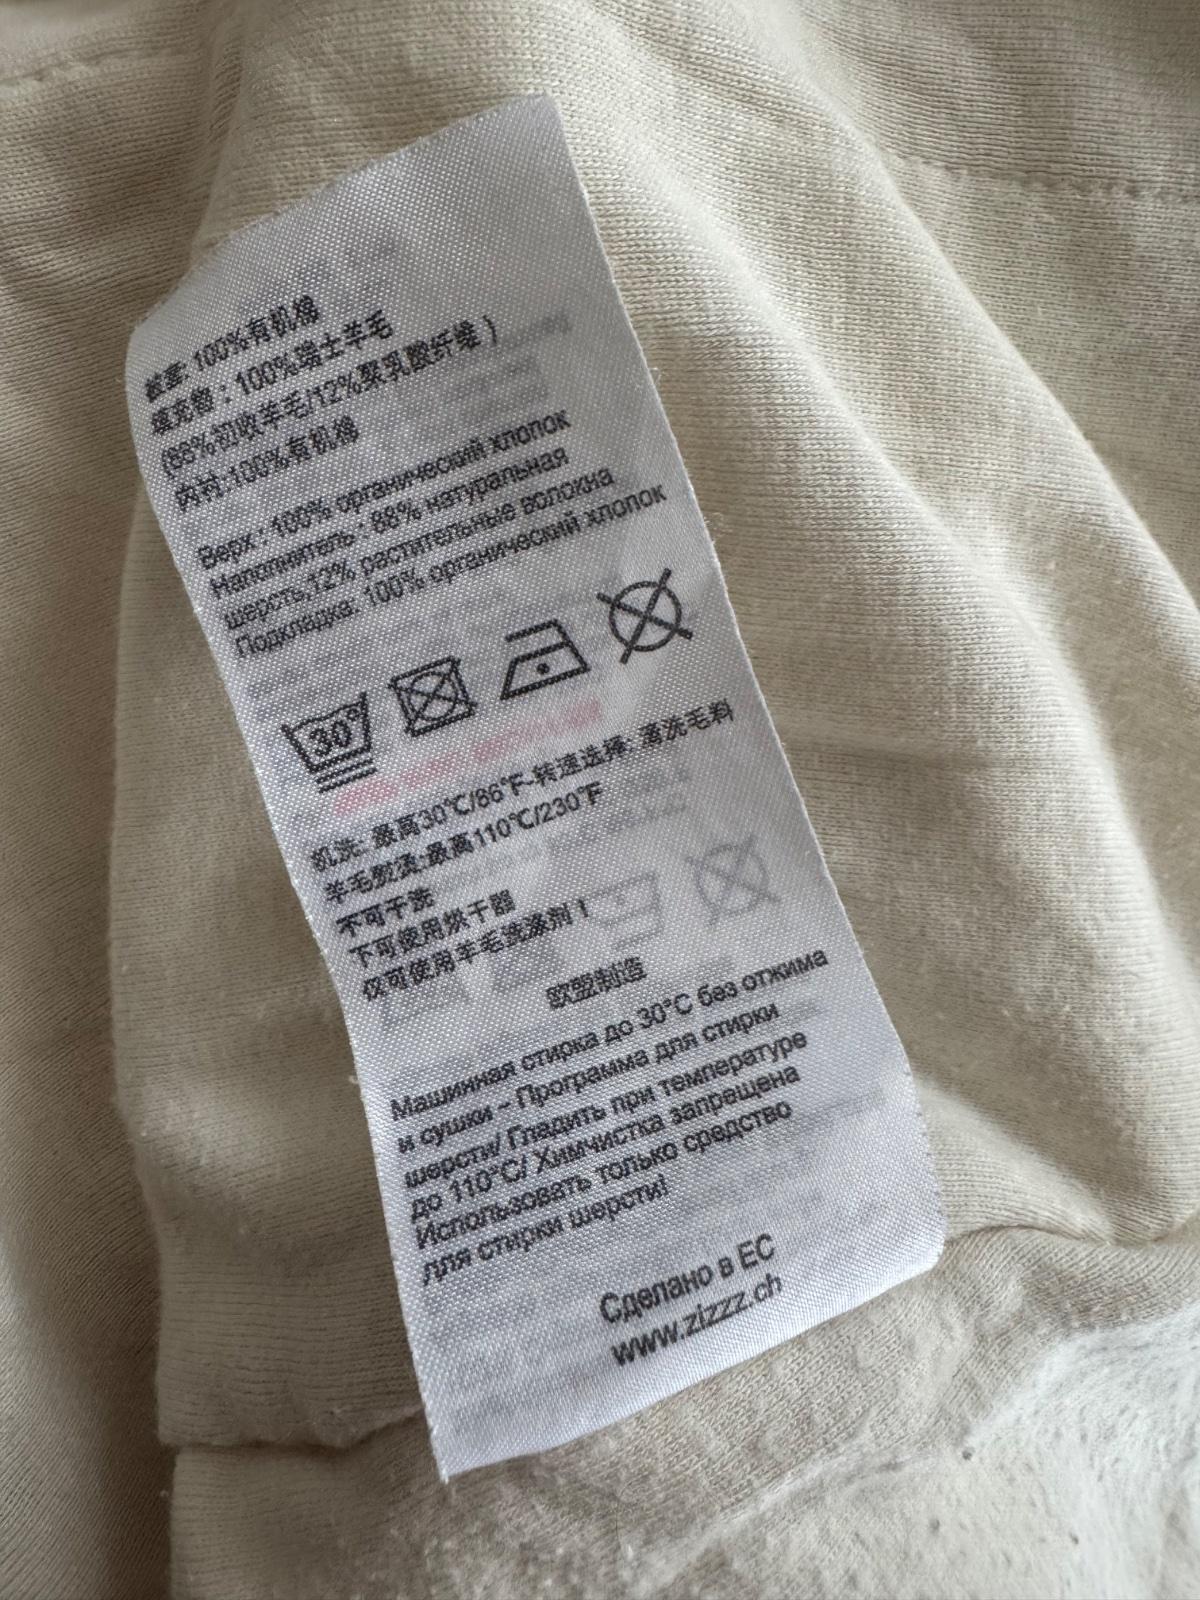 被套: 100%有机棉
填充物 : 100%瑞士羊毛
(88%初收羊毛/12%聚乳酸纤维 )
内衬:100%有机棉
Верх : 100% органический хлопок
Наполнитель : 88% натуральная
шерсть,12% растительные волокна
Подкладка: 100% органический хлопок
30°
机洗: 最高30℃/86℉-转速选择: 薄洗毛料
羊毛熨烫:最高110℃/230℉
不可干洗
下可使用烘干器
仅可使用羊毛洗涤剂 !
欧盟制造
Машинная стирка до 30°C без отжима
и сушки – Программа для стирки
шерсти/ Гладить при температуре
до 110°C/ Химчистка запрещена
Использовать только средство
лля стирки шерсти!
Сделано в ЕС
www.zizzz.ch